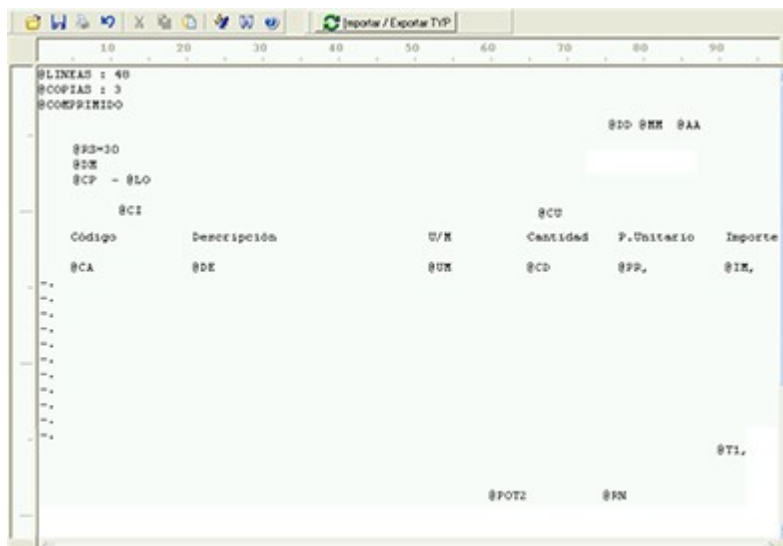 Importar / Exportar TYP
10 20 30 40 50 60 70 80 90
@LINEAS : 48
@COPIAS : 3
@COMPRIMIDO
@DD @MM @AA
@RS=30
@DM
@CP - @LO
@CI @CU
Código Descripción U/M Cantidad P.Unitario Importe
@CA @DE @UM @CD @PR, @IM,
-.
-.
-.
-.
-.
-.
-.
-.
-.
-.
-.
@T1,
@POT2 @RN